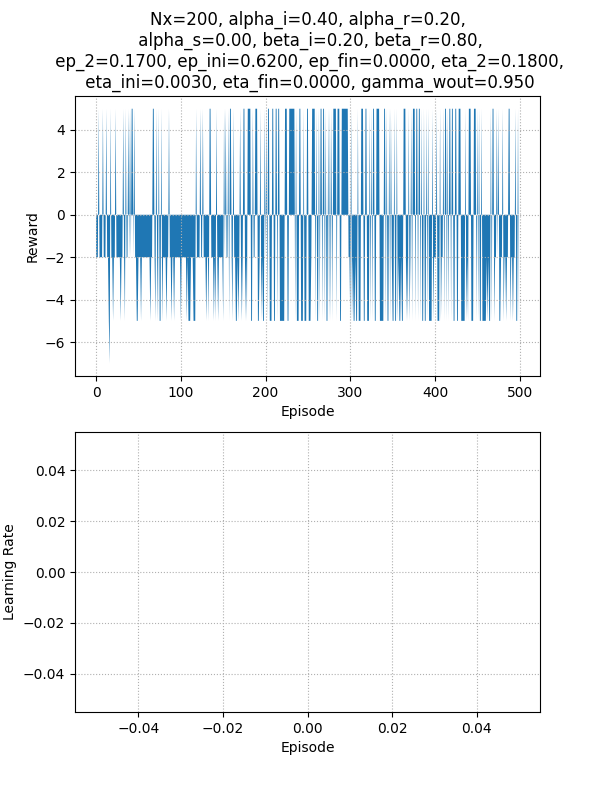 Nx=200, alpha_i=0.40, alpha_r=0.20,
alpha_s=0.00, beta_i=0.20, beta_r=0.80,
ep_2=0.1700, ep_ini=0.6200, ep_fin=0.0000, eta_2=0.1800,
eta_ini=0.0030, eta_fin=0.0000, gamma_wout=0.950
4
2
0
−2
−4
−6
Reward
0 100 200 300 400 500
Episode
0.04
0.02
0.00
−0.02
−0.04
Learning Rate
−0.04 −0.02 0.00 0.02 0.04
Episode